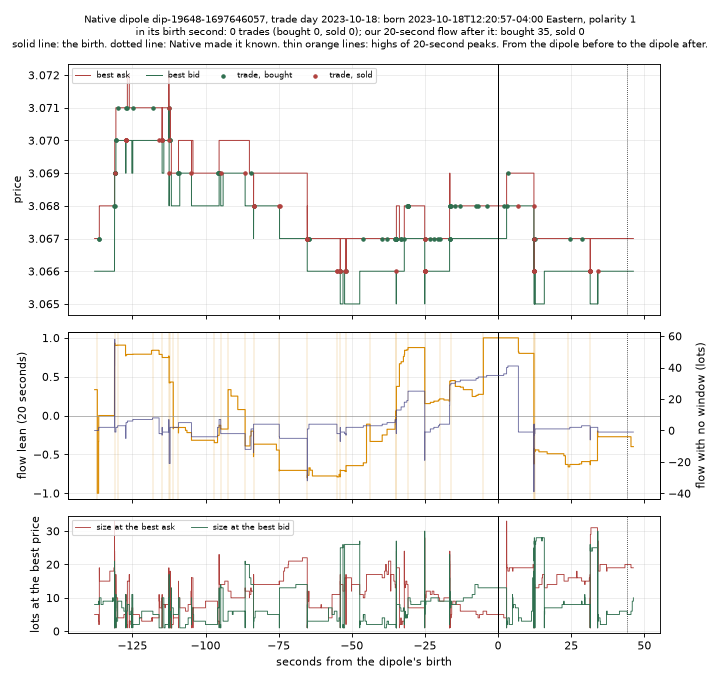 Native dipole dip-19648-1697646057, trade day 2023-10-18: born 2023-10-18T12:20:57-04:00 Eastern, polarity 1
in its birth second: 0 trades (bought 0, sold 0); our 20-second flow after it: bought 35, sold 0
solid line: the birth. dotted line: Native made it known. thin orange lines: highs of 20-second peaks. From the dipole before to the dipole after.
best ask best bid trade, bought trade, sold
3.072
3.071
3.070
3.069
3.068
3.067
3.066
3.065
price
1.0
0.5
0.0
−0.5
−1.0
flow lean (20 seconds)
60
40
20
0
−20
−40
flow with no window (lots)
size at the best ask size at the best bid
30
20
10
0
lots at the best price
−125 −100 −75 −50 −25 0 25 50
seconds from the dipole's birth